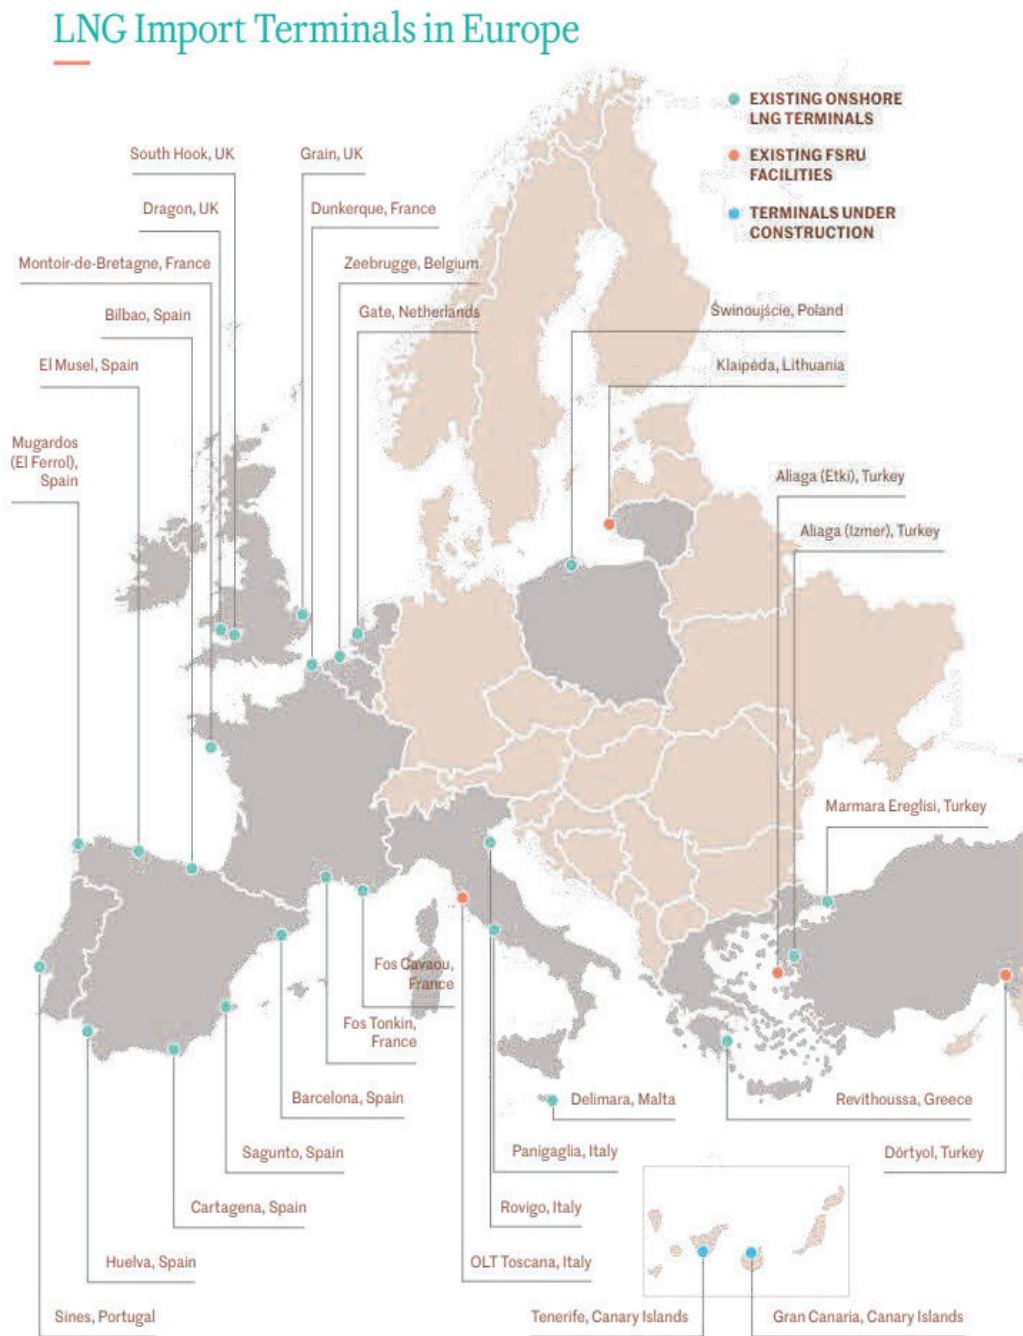 LNG Import Terminals in Europe
EXISTING ONSHORE
LNG TERMINALS
EXISTING FSRU
FACILITIES
TERMINALS UNDER
CONSTRUCTION
South Hook, UK
Grain, UK
Dragon, UK
Dunkerque, France
Montoir-de-Bretagne, France
Zeebrugge, Belgium
Bilbao, Spain
Gate, Netherlands
Świnoujście, Poland
El Musel, Spain
Klaipėda, Lithuania
Mugardos
(El Ferrol),
Spain
Aliaga (Etki), Turkey
Aliaga (Izmer), Turkey
Marmara Ereglisi, Turkey
Fos Cavaou,
France
Fos Tonkin,
France
Barcelona, Spain
Delimara, Malta
Revithoussa, Greece
Sagunto, Spain
Panigaglia, Italy
Dörtyol, Turkey
Cartagena, Spain
Rovigo, Italy
Huelva, Spain
OLT Toscana, Italy
Sines, Portugal
Tenerife, Canary Islands
Gran Canaria, Canary Islands